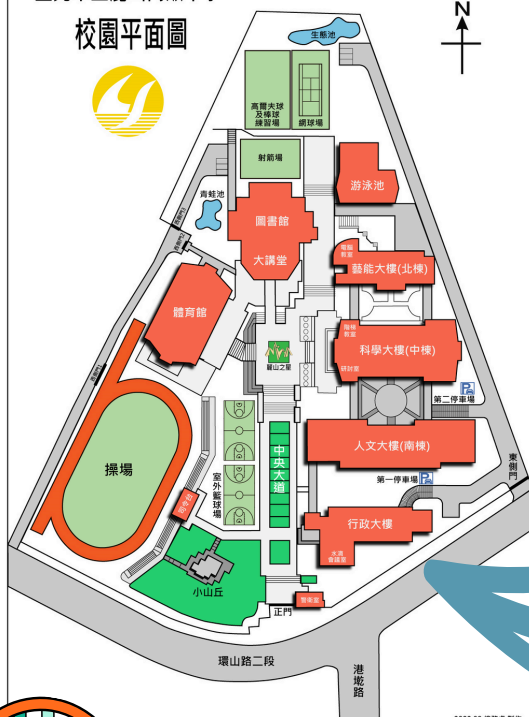 校園平面圖
N
生態池
高爾夫球
及棒球
練習場
網球場
射箭場
游泳池
青蛙池
圖書館
大講堂
電腦
教室
藝能大樓(北棟)
體育館
階梯
教室
科學大樓(中棟)
研討室
麗山之星
第二停車場
人文大樓(南棟)
東側門
操場
中央大道
室外籃球場
第一停車場
司令台
行政大樓
水滴
會議室
小山丘
正門
警衛室
環山路二段
港墘路